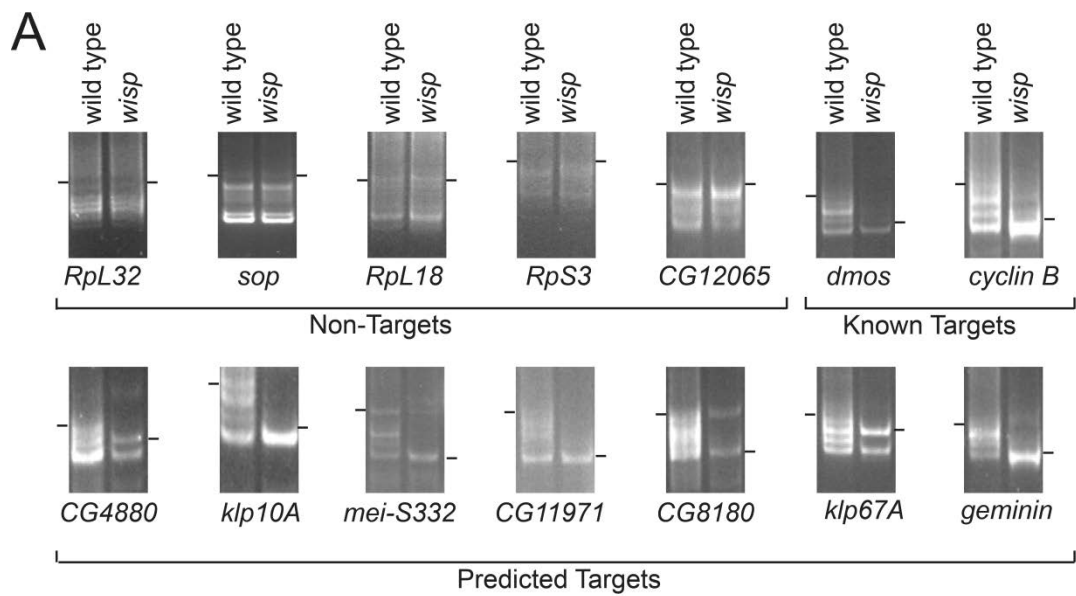 A
wild type wisp wild type wisp wild type wisp wild type wisp wild type wisp wild type wisp wild type wisp
RpL32 sop RpL18 RpS3 CG12065 dmos cyclin B
Non-Targets Known Targets
CG4880 klp10A mei-S332 CG11971 CG8180 klp67A geminin
Predicted Targets